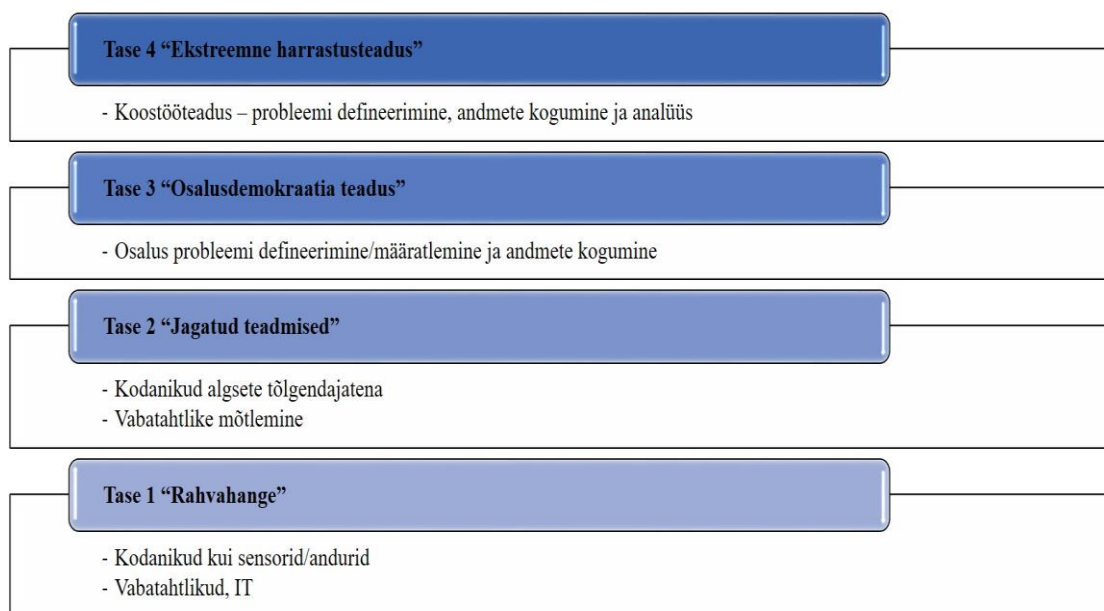 Tase 4 “Ekstreemne harrastusteadus”
- Koostööteadus – probleemi defineerimine, andmete kogumine ja analüüs
Tase 3 “Osalusdemokraatia teadus”
- Osalus probleemi defineerimine/määratlemine ja andmete kogumine
Tase 2 “Jagatud teadmised”
- Kodanikud algsete tõlgendajatena
- Vabatahtlike mõtlemine
Tase 1 “Rahvahange”
- Kodanikud kui sensorid/andurid
- Vabatahtlikud, IT